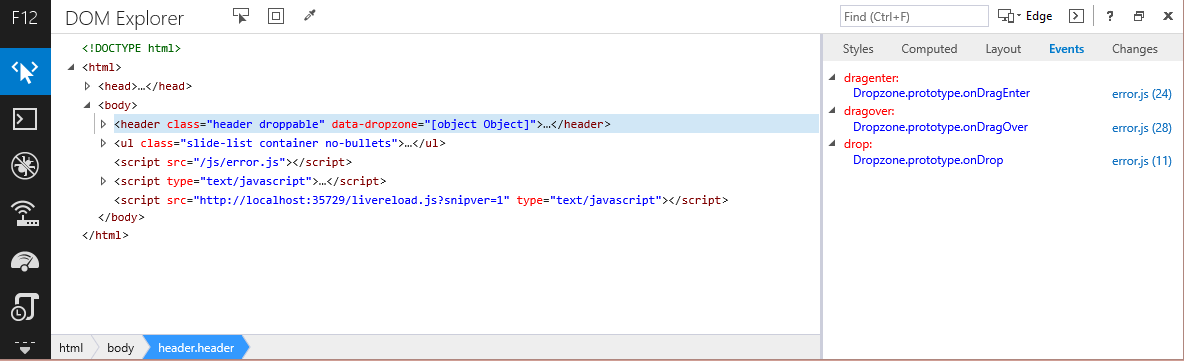 F12 DOM Explorer Find (Ctrl+F) Edge ?
<!DOCTYPE html>
<html>
<head>…</head>
<body>
<header class="header droppable" data-dropzone="[object Object]">…</header>
<ul class="slide-list container no-bullets">…</ul>
<script src="/js/error.js"></script>
<script type="text/javascript">…</script>
<script src="http://localhost:35729/livereload.js?snipver=1" type="text/javascript"></script>
</body>
</html>
html body header.header
Styles Computed Layout Events Changes
dragenter:
Dropzone.prototype.onDragEnter error.js (24)
dragover:
Dropzone.prototype.onDragOver error.js (28)
drop:
Dropzone.prototype.onDrop error.js (11)